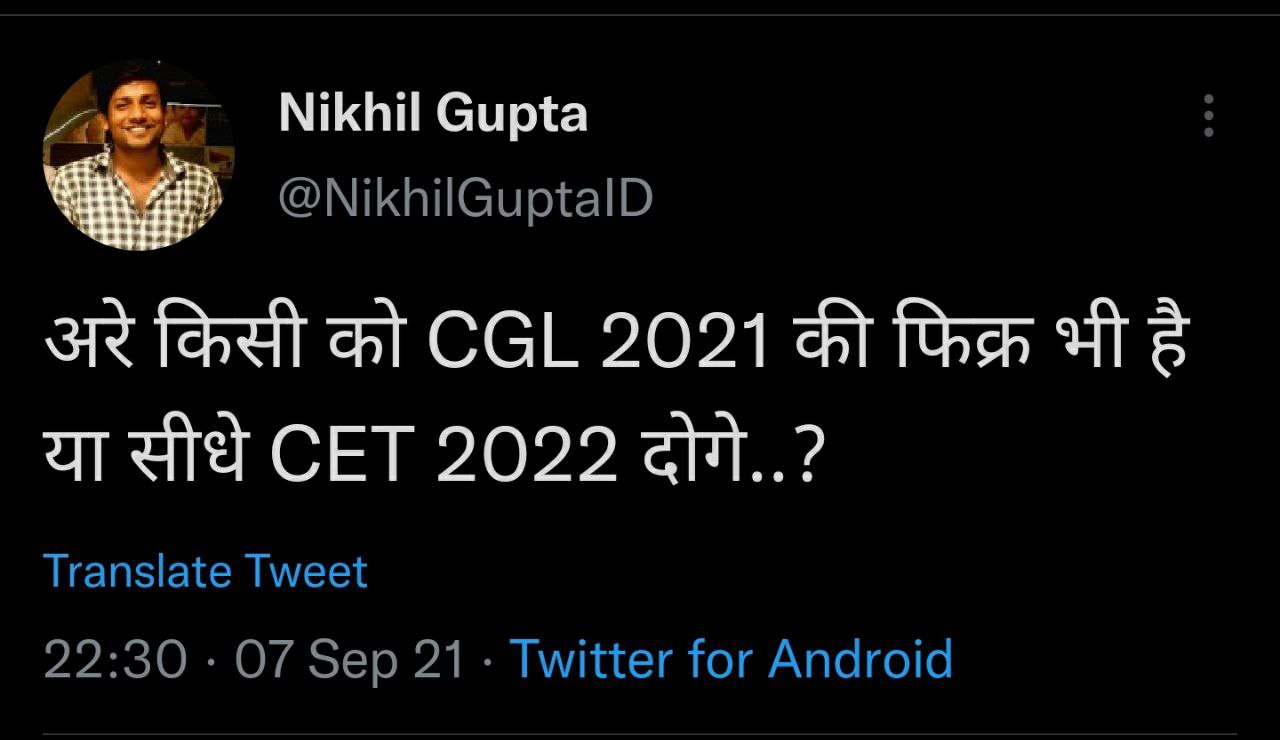 Nikhil Gupta
@NikhilGuptaID
अरे किसी को CGL 2021 की फिक्र भी है
या सीधे CET 2022 दोगे..?
Translate Tweet
22:30 · 07 Sep 21 · Twitter for Android